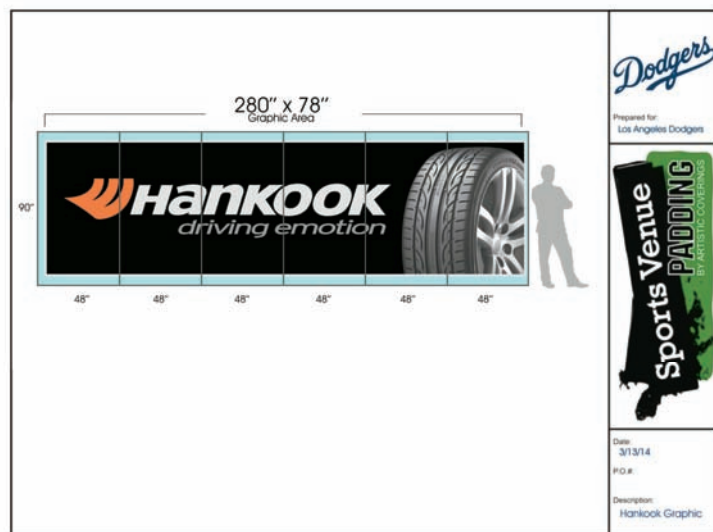 280" x 78"
Graphic Area
90"
Hankook
driving emotion
48" 48" 48" 48" 48" 48"
Dodgers
Prepared for:
Los Angeles Dodgers
Sports Venue
PADDING
BY ARTISTIC COVERINGS
Date:
3/13/14
P.O.#:
Description:
Hankook Graphic